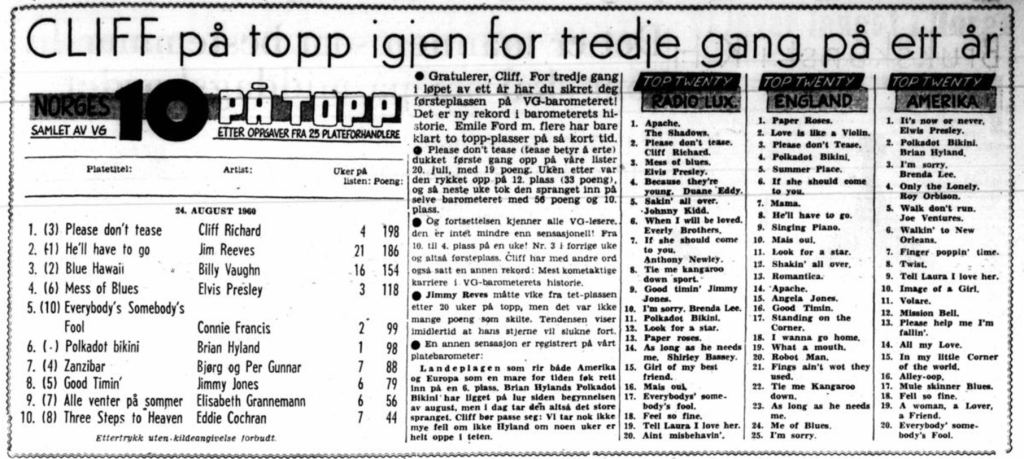 CLIFF på topp igjen for tredje gang på ett år
NORGES 10 PÅ TOPP
SAMLET AV VG
ETTER OPPGAVER FRA 25 PLATEFORHANDLERE
Platetitel: Artist: Uker på listen: Poeng:
24. AUGUST 1960
1. (3) Please don't tease Cliff Richard 4 198
2. (1) He'll have to go Jim Reeves 21 186
3. (2) Blue Hawaii Billy Vaughn 16 154
4. (6) Mess of Blues Elvis Presley 3 118
5. (10) Everybody's Somebody's
Fool Connie Francis 2 99
6. (-) Polkadot bikini Brian Hyland 1 98
7. (4) Zanzibar Bjørg og Per Gunnar 7 88
8. (5) Good Timin' Jimmy Jones 6 79
9. (7) Alle venter på sommer Elisabeth Grannemann 6 56
10. (8) Three Steps to Heaven Eddie Cochran 7 44
Ettertrykk uten kildeangivelse forbudt.
● Gratulerer, Cliff. For tredje gang
i løpet av ett år har du sikret deg
førsteplassen på VG-barometeret!
Det er ny rekord i barometerets hi-
storie. Emile Ford m. flere har bare
klart to topp-plasser på så kort tid.
● Please don't tease (tease betyr å erte)
dukket første gang opp på våre lister
20. juli, med 19 poeng. Uken etter var
den rykket opp på 12. plass (33 poeng),
og så neste uke tok den spranget inn på
selve barometeret med 56 poeng og 10.
plass.
● Og fortsettelsen kjenner alle VG-lesere,
den er intet mindre enn sensasjonell! Fra
10. til 4. plass på en uke! Nr. 3 i forrige uke
og altså førsteplass. Cliff har med andre ord
også satt en annen rekord: Mest kometaktige
karriere i VG-barometerets historie.
● Jimmy Reves måtte vike fra tet-plassen
etter 20 uker på topp, men det var ikke
mange poeng som skilte. Tendensen viser
imidlertid at hans stjerne vil slukne fort.
● En annen sensasjon er registrert på vårt
platebarometer:
Landeplagen som rir både Amerika
og Europa som en mare for tiden føk rett
inn på en 6. plass. Brian Hylands Polkadot
Bikini har ligget på lur siden begynnelsen
av august, men i dag tar den altså det store
spranget. Cliff bør passe seg: Vi tar nok ikke
mye feil om ikke Hyland om noen uker er
helt oppe i teten.
TOP TWENTY
RADIO LUX.
1. Apache.
The Shadows.
2. Please don't tease.
Cliff Richard.
3. Mess of blues.
Elvis Presley.
4. Because they're
young. Duane Eddy.
5. Sakin' all over.
Johnny Kidd.
6. When I will be loved.
Everly Brothers.
7. If she should come
to you.
Anthony Newley.
8. Tie me kangaroo
down sport.
9. Good timin' Jimmy
Jones.
10. I'm sorry. Brenda Lee.
11. Polkadot Bikini.
12. Look for a star.
13. Paper roses.
14. As long as he needs
me. Shirley Bassey.
15. Girl of my best
friend.
16. Mais oui.
17. Everybodys' some-
body's fool.
18. Feel so fine.
19. Tell Laura I love her.
20. Aint misbehavin'.
TOP TWENTY
ENGLAND
1. Paper Roses.
2. Love is like a Violin.
3. Please don't Tease.
4. Polkadot Bikini.
5. Summer Place.
6. If she should come
to you.
7. Mama.
8. He'll have to go.
9. Singing Piano.
10. Mais oui.
11. Look for a star.
12. Shakin' all over.
13. Romantica.
14. Apache.
15. Angela Jones.
16. Good Timin.
17. Standing on the
Corner.
18. I wanna go home.
19. What a mouth.
20. Robot Man.
21. Fings ain't wot they
used.
22. Tie me Kangaroo
down.
23. As long as he needs
me.
24. Me of Blues.
25. I'm sorry.
TOP TWENTY
AMERIKA
1. It's now or never.
Elwis Presley.
2. Polkadot Bikini.
Brian Hyland.
3. I'm sorry.
Brenda Lee.
4. Only the Lonely.
Roy Orbison.
5. Walk don't run.
Joe Ventures.
6. Walkin' to New
Orleans.
7. Finger poppin' time.
8. Twist.
9. Tell Laura I love her.
10. Image of a Girl.
11. Volare.
12. Mission Bell.
13. Please help me I'm
fallin'.
14. All my Love.
15. In my little Corner
of the world.
16. Alley-oop.
17. Mule skinner Blues.
18. Fell so fine.
19. A woman, a Lover,
a Friend.
20. Everybody' some-
body's Fool.